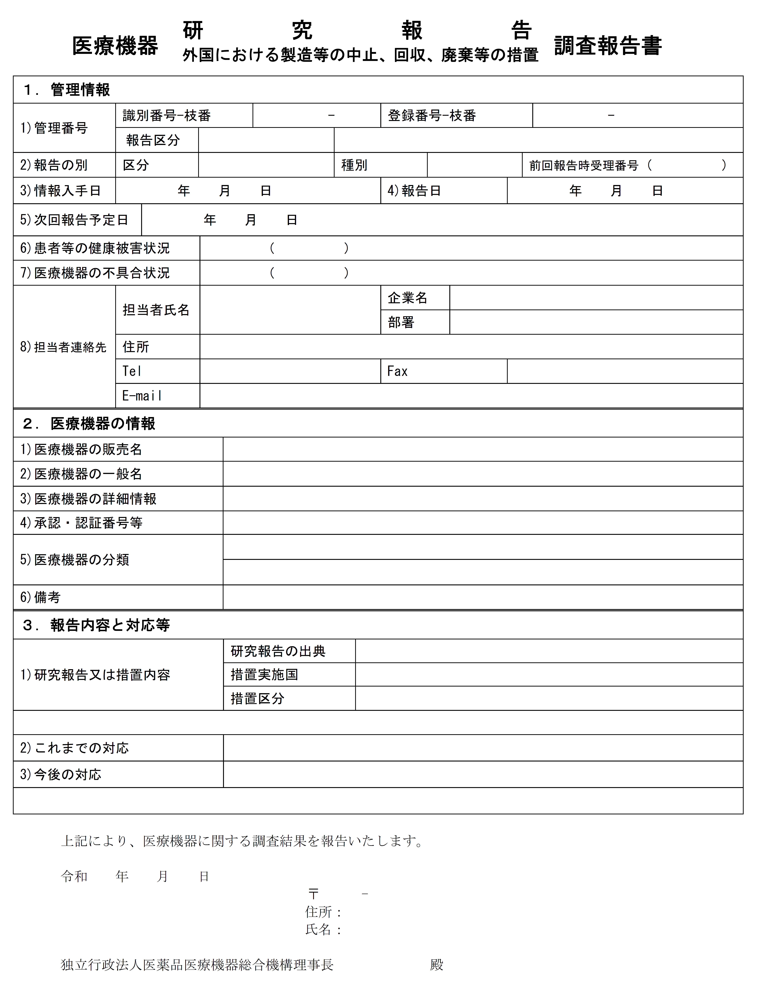 医療機器 研究報告 調査報告書
外国における製造等の中止、回収、廃棄等の措置
１．管理情報
1)管理番号 識別番号-枝番 - 登録番号-枝番 -
報告区分
2)報告の別 区分 種別 前回報告時受理番号（ ）
3)情報入手日 年 月 日 4)報告日 年 月 日
5)次回報告予定日 年 月 日
6)患者等の健康被害状況 （ ）
7)医療機器の不具合状況 （ ）
8)担当者連絡先 担当者氏名 企業名
部署
住所
Tel Fax
E-mail
２．医療機器の情報
1)医療機器の販売名
2)医療機器の一般名
3)医療機器の詳細情報
4)承認・認証番号等
5)医療機器の分類
6)備考
３．報告内容と対応等
1)研究報告又は措置内容 研究報告の出典
措置実施国
措置区分
2)これまでの対応
3)今後の対応
上記により、医療機器に関する調査結果を報告いたします。
令和 年 月 日
〒 -
住所：
氏名：
独立行政法人医薬品医療機器総合機構理事長 殿